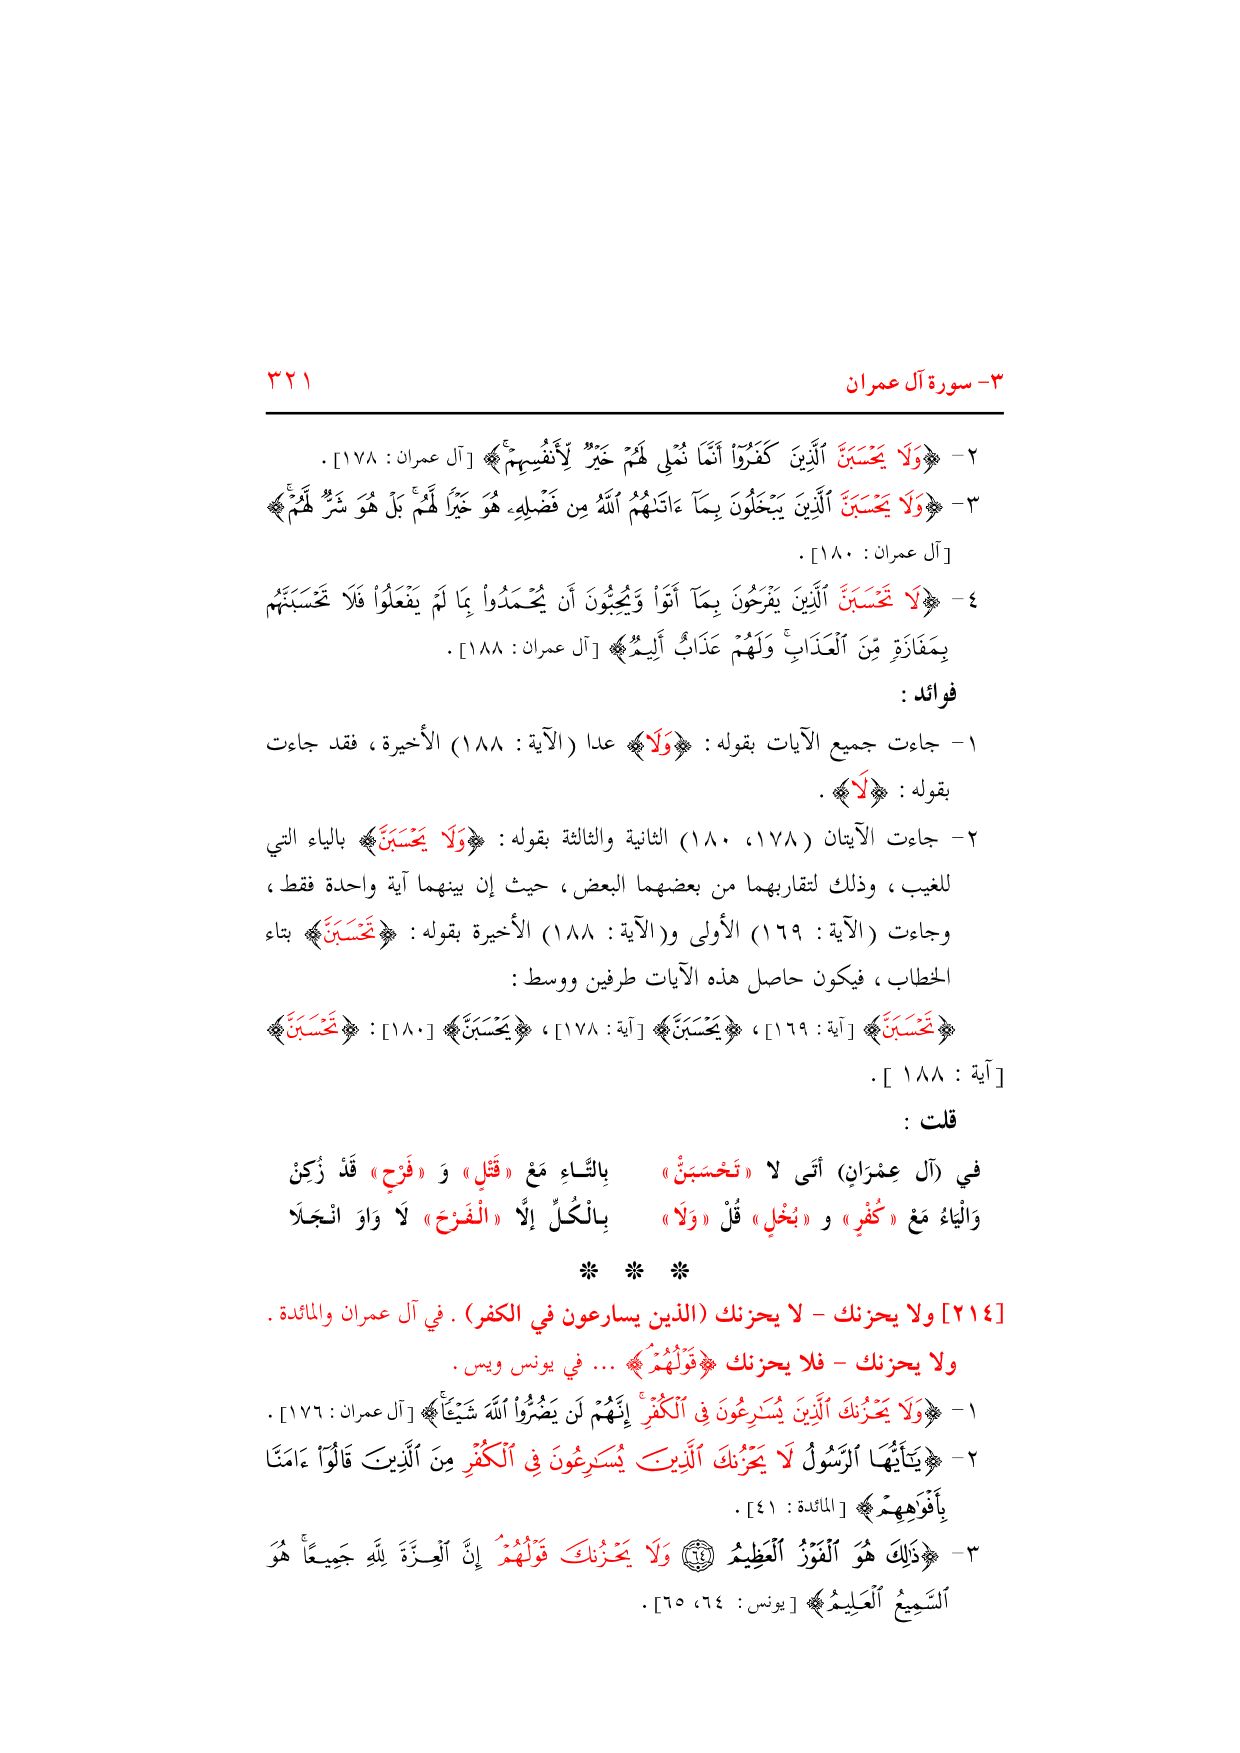 ٣- سورة آل عمران ٣٢١
٢- ﴿وَلَا يَحْسَبَنَّ ٱلَّذِينَ كَفَرُوٓا۟ أَنَّمَا نُمْلِى لَهُمْ خَيْرٌ لِّأَنفُسِهِمْ ۚ﴾ [آل عمران: ١٧٨] .
٣- ﴿وَلَا يَحْسَبَنَّ ٱلَّذِينَ يَبْخَلُونَ بِمَآ ءَاتَىٰهُمُ ٱللَّهُ مِن فَضْلِهِۦ هُوَ خَيْرًا لَّهُم ۖ بَلْ هُوَ شَرٌّ لَّهُمْ ۚ﴾
[آل عمران: ١٨٠] .
٤- ﴿لَا تَحْسَبَنَّ ٱلَّذِينَ يَفْرَحُونَ بِمَآ أَتَوا۟ وَّيُحِبُّونَ أَن يُحْمَدُوا۟ بِمَا لَمْ يَفْعَلُوا۟ فَلَا تَحْسَبَنَّهُم
بِمَفَازَةٍ مِّنَ ٱلْعَذَابِ ۖ وَلَهُمْ عَذَابٌ أَلِيمٌ﴾ [آل عمران: ١٨٨] .
فوائد :
١- جاءت جميع الآيات بقوله: ﴿وَلَا﴾ عدا (الآية: ١٨٨) الأخيرة، فقد جاءت
بقوله: ﴿لَا﴾ .
٢- جاءت الآيتان (١٧٨، ١٨٠) الثانية والثالثة بقوله: ﴿وَلَا يَحْسَبَنَّ﴾ بالياء التي
للغيب، وذلك لتقاربهما من بعضهما البعض، حيث إن بينهما آية واحدة فقط،
وجاءت (الآية: ١٦٩) الأولى و(الآية: ١٨٨) الأخيرة بقوله: ﴿تَحْسَبَنَّ﴾ بتاء
الخطاب، فيكون حاصل هذه الآيات طرفين ووسط:
﴿تَحْسَبَنَّ﴾ [آية: ١٦٩]، ﴿يَحْسَبَنَّ﴾ [آية: ١٧٨]، ﴿يَحْسَبَنَّ﴾ [١٨٠]: ﴿تَحْسَبَنَّ﴾
[آية : ١٨٨ ] .
قلت :
في (آل عِمْرَانٍ) أتَى لا «تَحْسَبَنْ» بِالتَّاءِ مَعْ «قَتْلٍ» وَ «فَرْحٍ» قَدْ زُكِنْ
وَالْيَاءُ مَعْ «كُفْرٍ» و «بُخْلٍ» قُلْ «وَلَا» بِالْكُلِّ إلَّا «الْفَرْحَ» لَا وَاوَ انْجَلَا
* * *
[٢١٤] ولا يحزنك - لا يحزنك (الذين يسارعون في الكفر) . في آل عمران والمائدة .
ولا يحزنك - فلا يحزنك ﴿قَوْلُهُمْ ۘ﴾ ... في يونس ويس .
١- ﴿وَلَا يَحْزُنكَ ٱلَّذِينَ يُسَـٰرِعُونَ فِى ٱلْكُفْرِ ۚ إِنَّهُمْ لَن يَضُرُّوا۟ ٱللَّهَ شَيْـًٔا ۗ﴾ [آل عمران: ١٧٦] .
٢- ﴿يَـٰٓأَيُّهَا ٱلرَّسُولُ لَا يَحْزُنكَ ٱلَّذِينَ يُسَـٰرِعُونَ فِى ٱلْكُفْرِ مِنَ ٱلَّذِينَ قَالُوٓا۟ ءَامَنَّا
بِأَفْوَٰهِهِمْ﴾ [المائدة: ٤١] .
٣- ﴿ذَٰلِكَ هُوَ ٱلْفَوْزُ ٱلْعَظِيمُ ٦٤ وَلَا يَحْزُنكَ قَوْلُهُمْ ۘ إِنَّ ٱلْعِزَّةَ لِلَّهِ جَمِيعًا ۚ هُوَ
ٱلسَّمِيعُ ٱلْعَلِيمُ﴾ [يونس: ٦٤، ٦٥] .